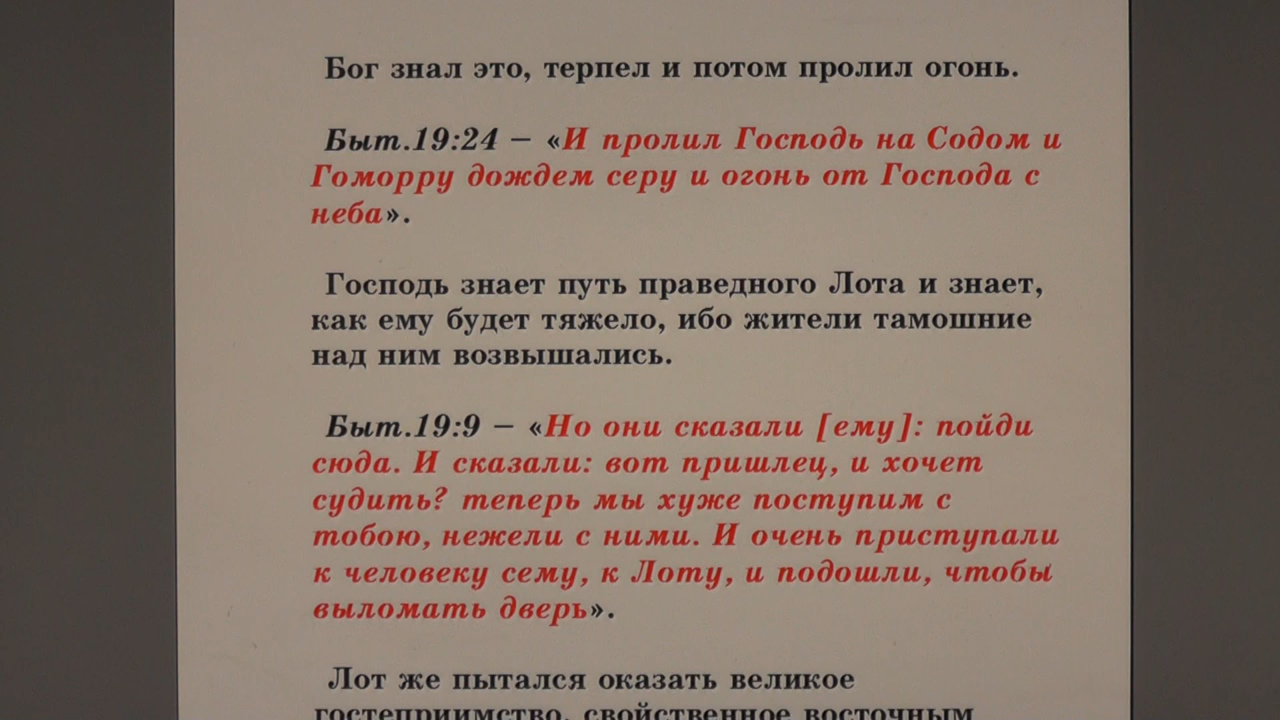 Бог знал это, терпел и потом пролил огонь.
Быт.19:24 – «И пролил Господь на Содом и
Гоморру дождем серу и огонь от Господа с
неба».
Господь знает путь праведного Лота и знает,
как ему будет тяжело, ибо жители тамошние
над ним возвышались.
Быт.19:9 – «Но они сказали [ему]: пойди
сюда. И сказали: вот пришлец, и хочет
судить? теперь мы хуже поступим с
тобою, нежели с ними. И очень приступали
к человеку сему, к Лоту, и подошли, чтобы
выломать дверь».
Лот же пытался оказать великое
гостеприимство, свойственное восточным